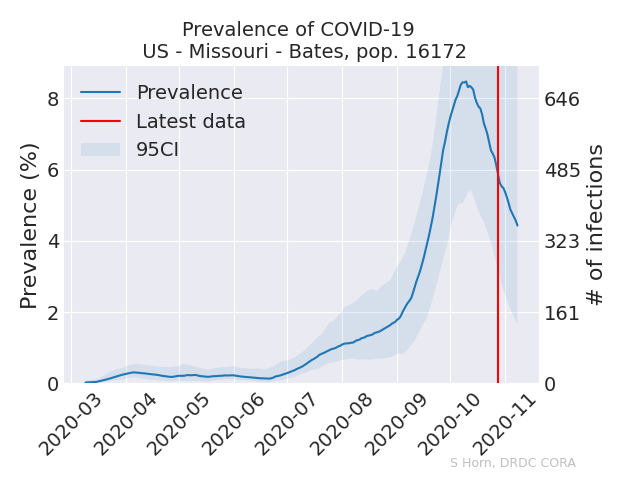 Prevalence of COVID-19
US - Missouri - Bates, pop. 16172
Prevalence
Latest data
95CI
Prevalence (%)
8
6
4
2
0
646
485
323
161
0
# of infections
2020-03
2020-04
2020-05
2020-06
2020-07
2020-08
2020-09
2020-10
2020-11
S Horn, DRDC CORA